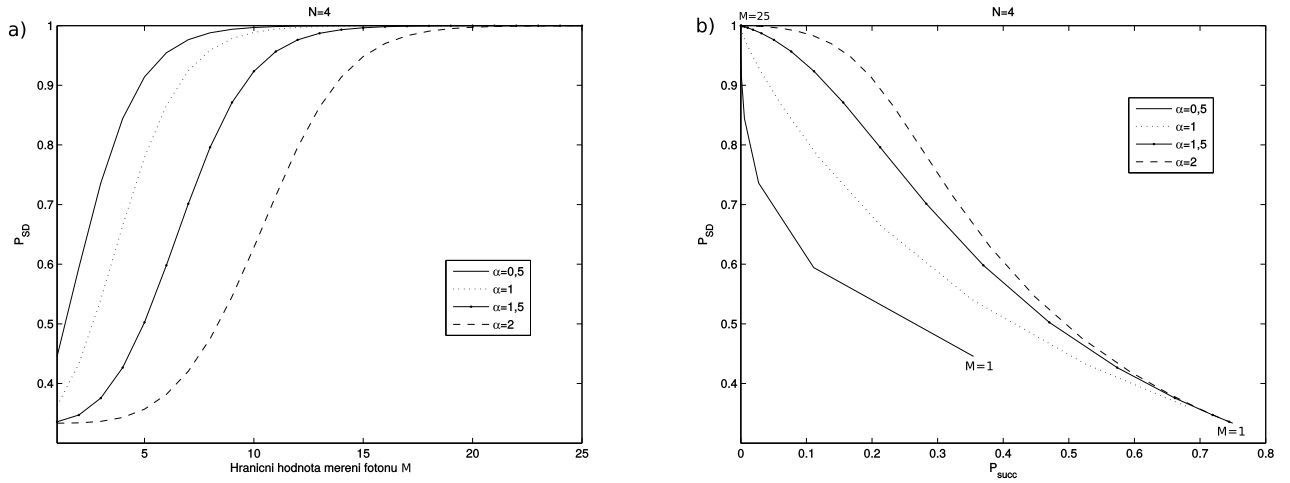 a)
N=4
1
0.9
0.8
0.7
0.6
0.5
0.4
P_SD
5
10
15
20
25
Hranicni hodnota mereni fotonu M
α=0,5
α=1
α=1,5
α=2
b)
N=4
M=25
1
0.9
0.8
0.7
0.6
0.5
0.4
P_SD
α=0,5
α=1
α=1,5
α=2
M=1
M=1
0
0.1
0.2
0.3
0.4
0.5
0.6
0.7
0.8
P_succ